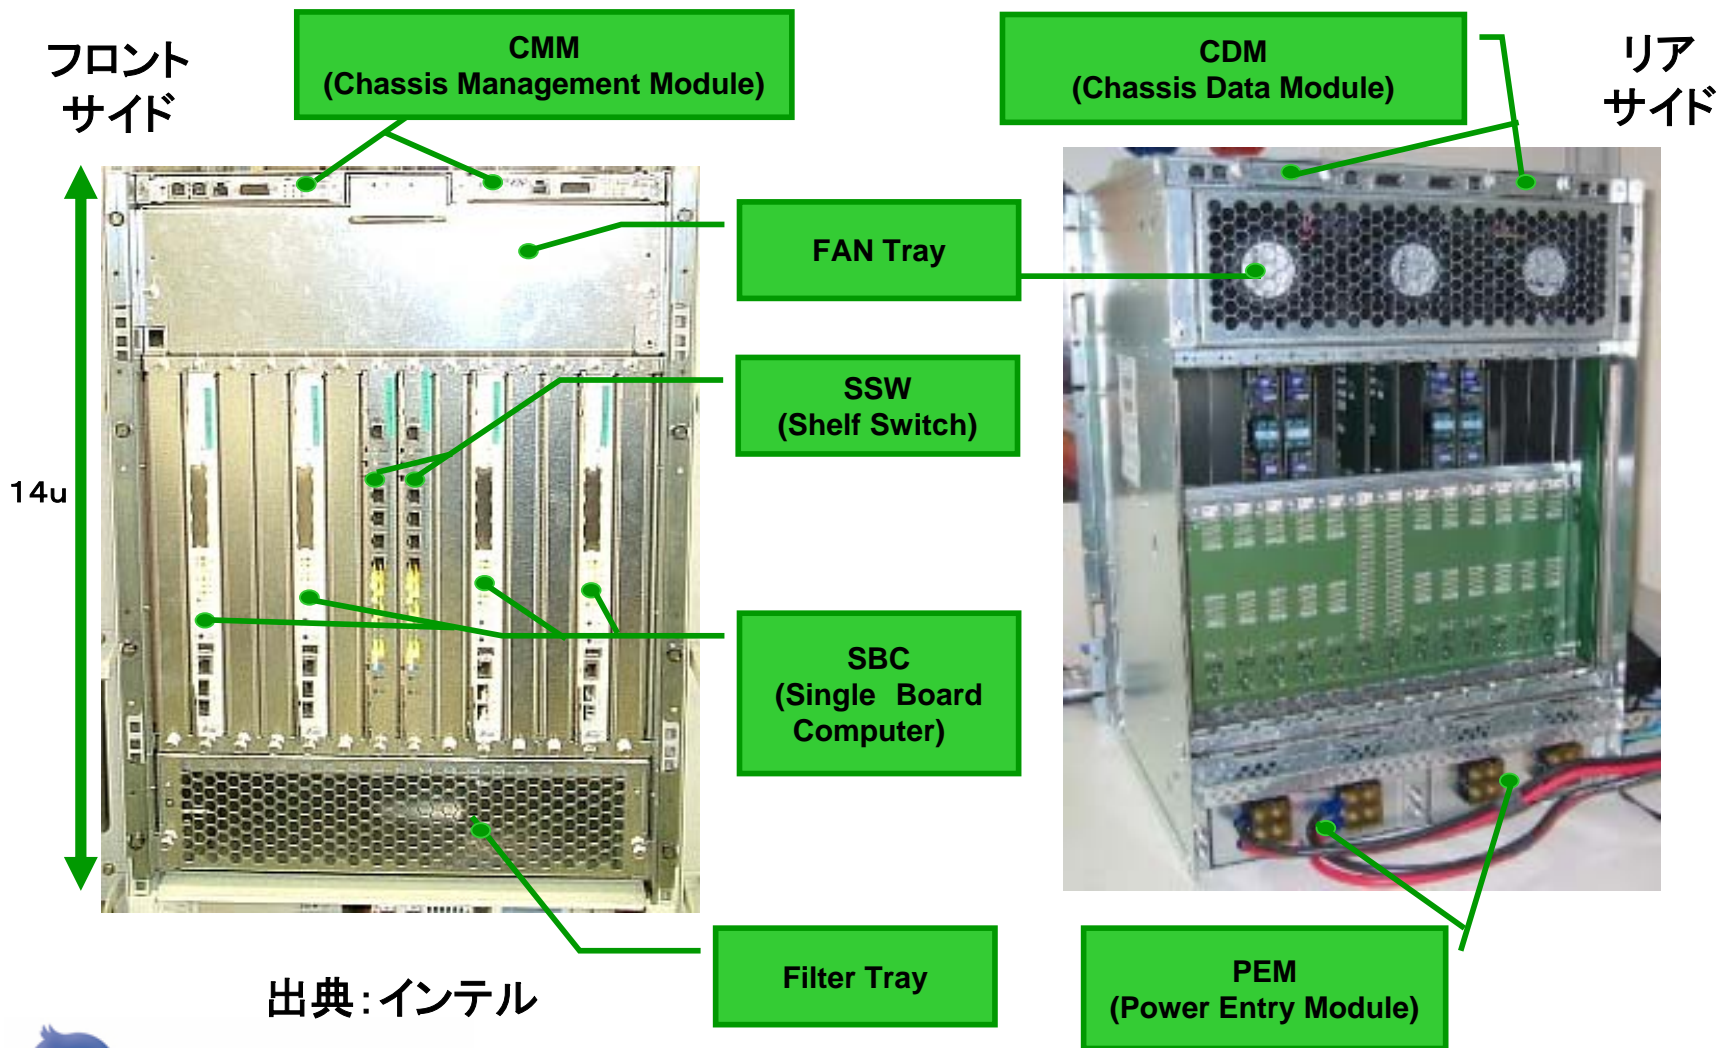 フロント
サイド
CMM
(Chassis Management Module)
CDM
(Chassis Data Module)
リア
サイド
FAN Tray
SSW
(Shelf Switch)
14u
SBC
(Single Board
Computer)
Filter Tray
PEM
(Power Entry Module)
出典:インテル